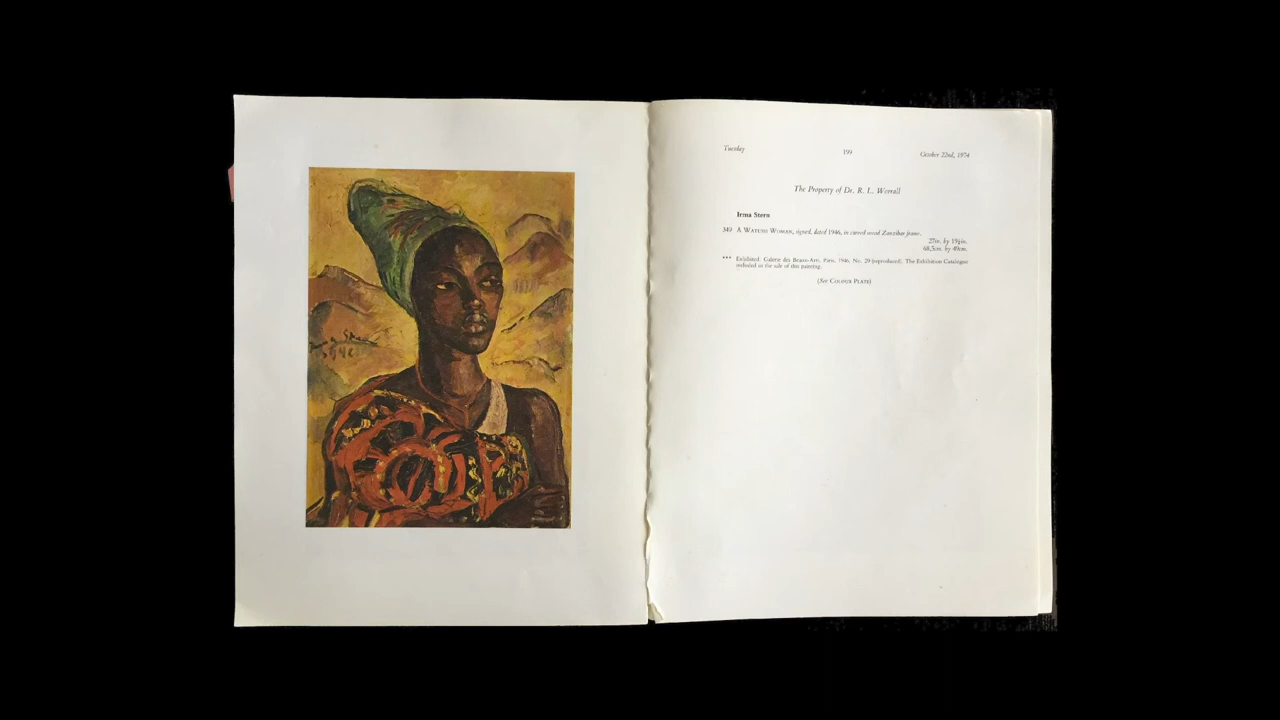 Tuesday 199 October 22nd, 1974
The Property of Dr. R. L. Worrall
Irma Stern
349 A WATUSI WOMAN, signed, dated 1946, in carved wood Zanzibar frame.
27in. by 19¼in.
68,5cm. by 49cm.
*** Exhibited: Galerie des Beaux-Arts, Paris, 1946, No. 29 (reproduced); The Exhibition Catalogue
included in the sale of this painting.
(See COLOUR PLATE)
1946